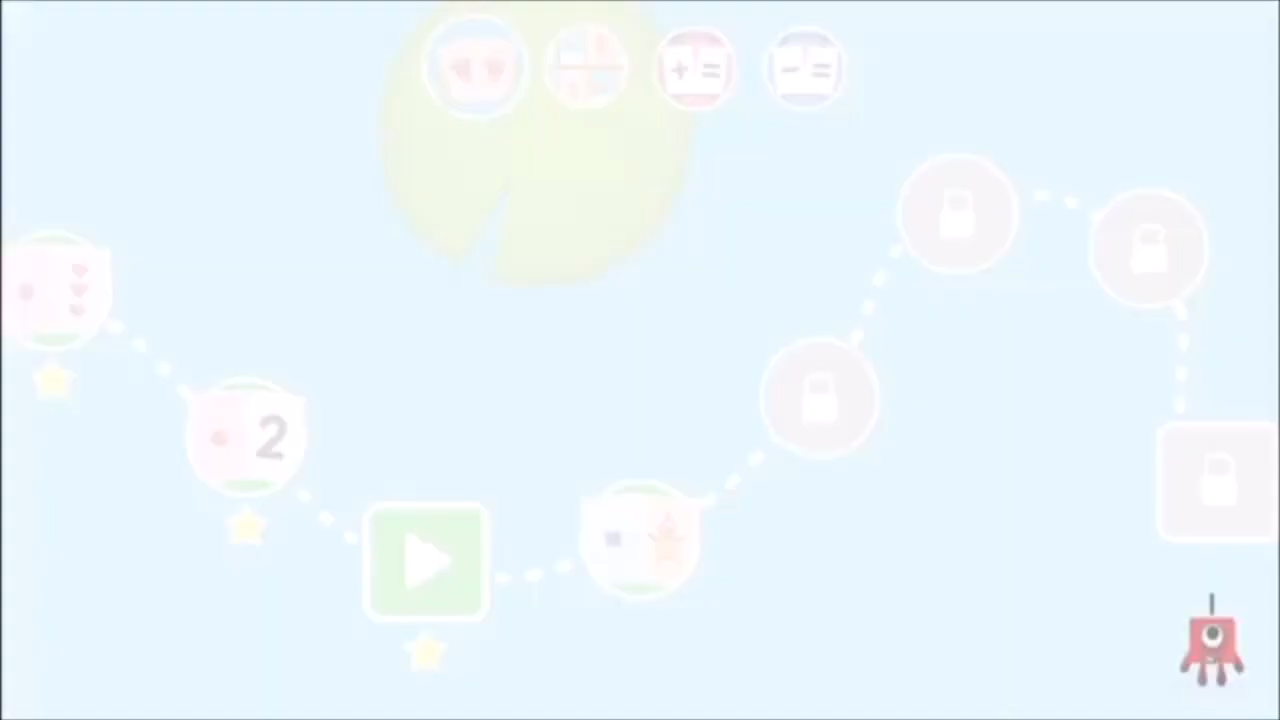 + =
- =
2